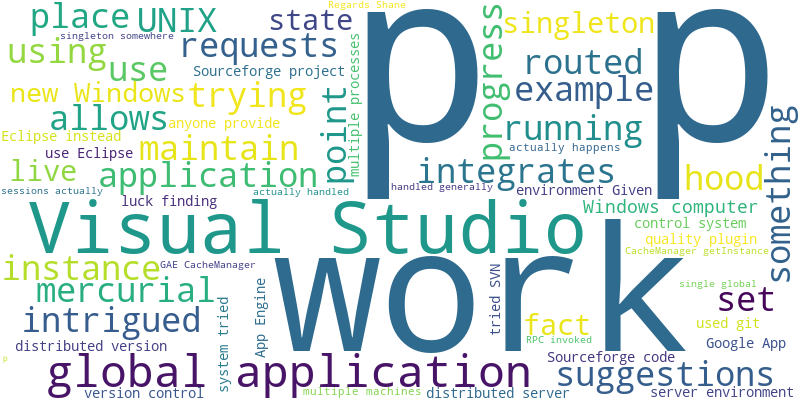 Regards Shane
place
UNIX
state
p
p
singleton
singleton somewhere
requests
using
use
Sourceforge project
multiple processes
progress
routed
new Windows
trying
example
allows
anyone provide
point
running
something
Eclipse instead
use Eclipse
maintain
actually happens
live
application
integrates
hood
sessions actually
actually handled
handled generally
environment Given
luck finding
Windows computer
Visual Studio
work
control system
quality plugin
CacheManager getInstance
instance
GAE CacheManager
mercurial
system tried
App Engine
tried SVN
single global
set
intrigued
fact
used git
RPC invoked
distributed version
Google App
Sourceforge code
global
application
suggestions
p
version control
multiple machines
distributed server
server environment